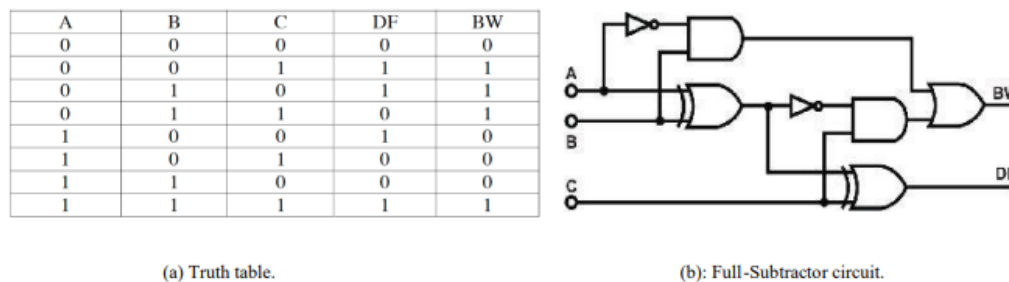 A B C DF BW
0 0 0 0 0
0 0 1 1 1
0 1 0 1 1
0 1 1 0 1
1 0 0 1 0
1 0 1 0 0
1 1 0 0 0
1 1 1 1 1
A
B
C
BW
(a) Truth table.
(b): Full-Subtractor circuit.